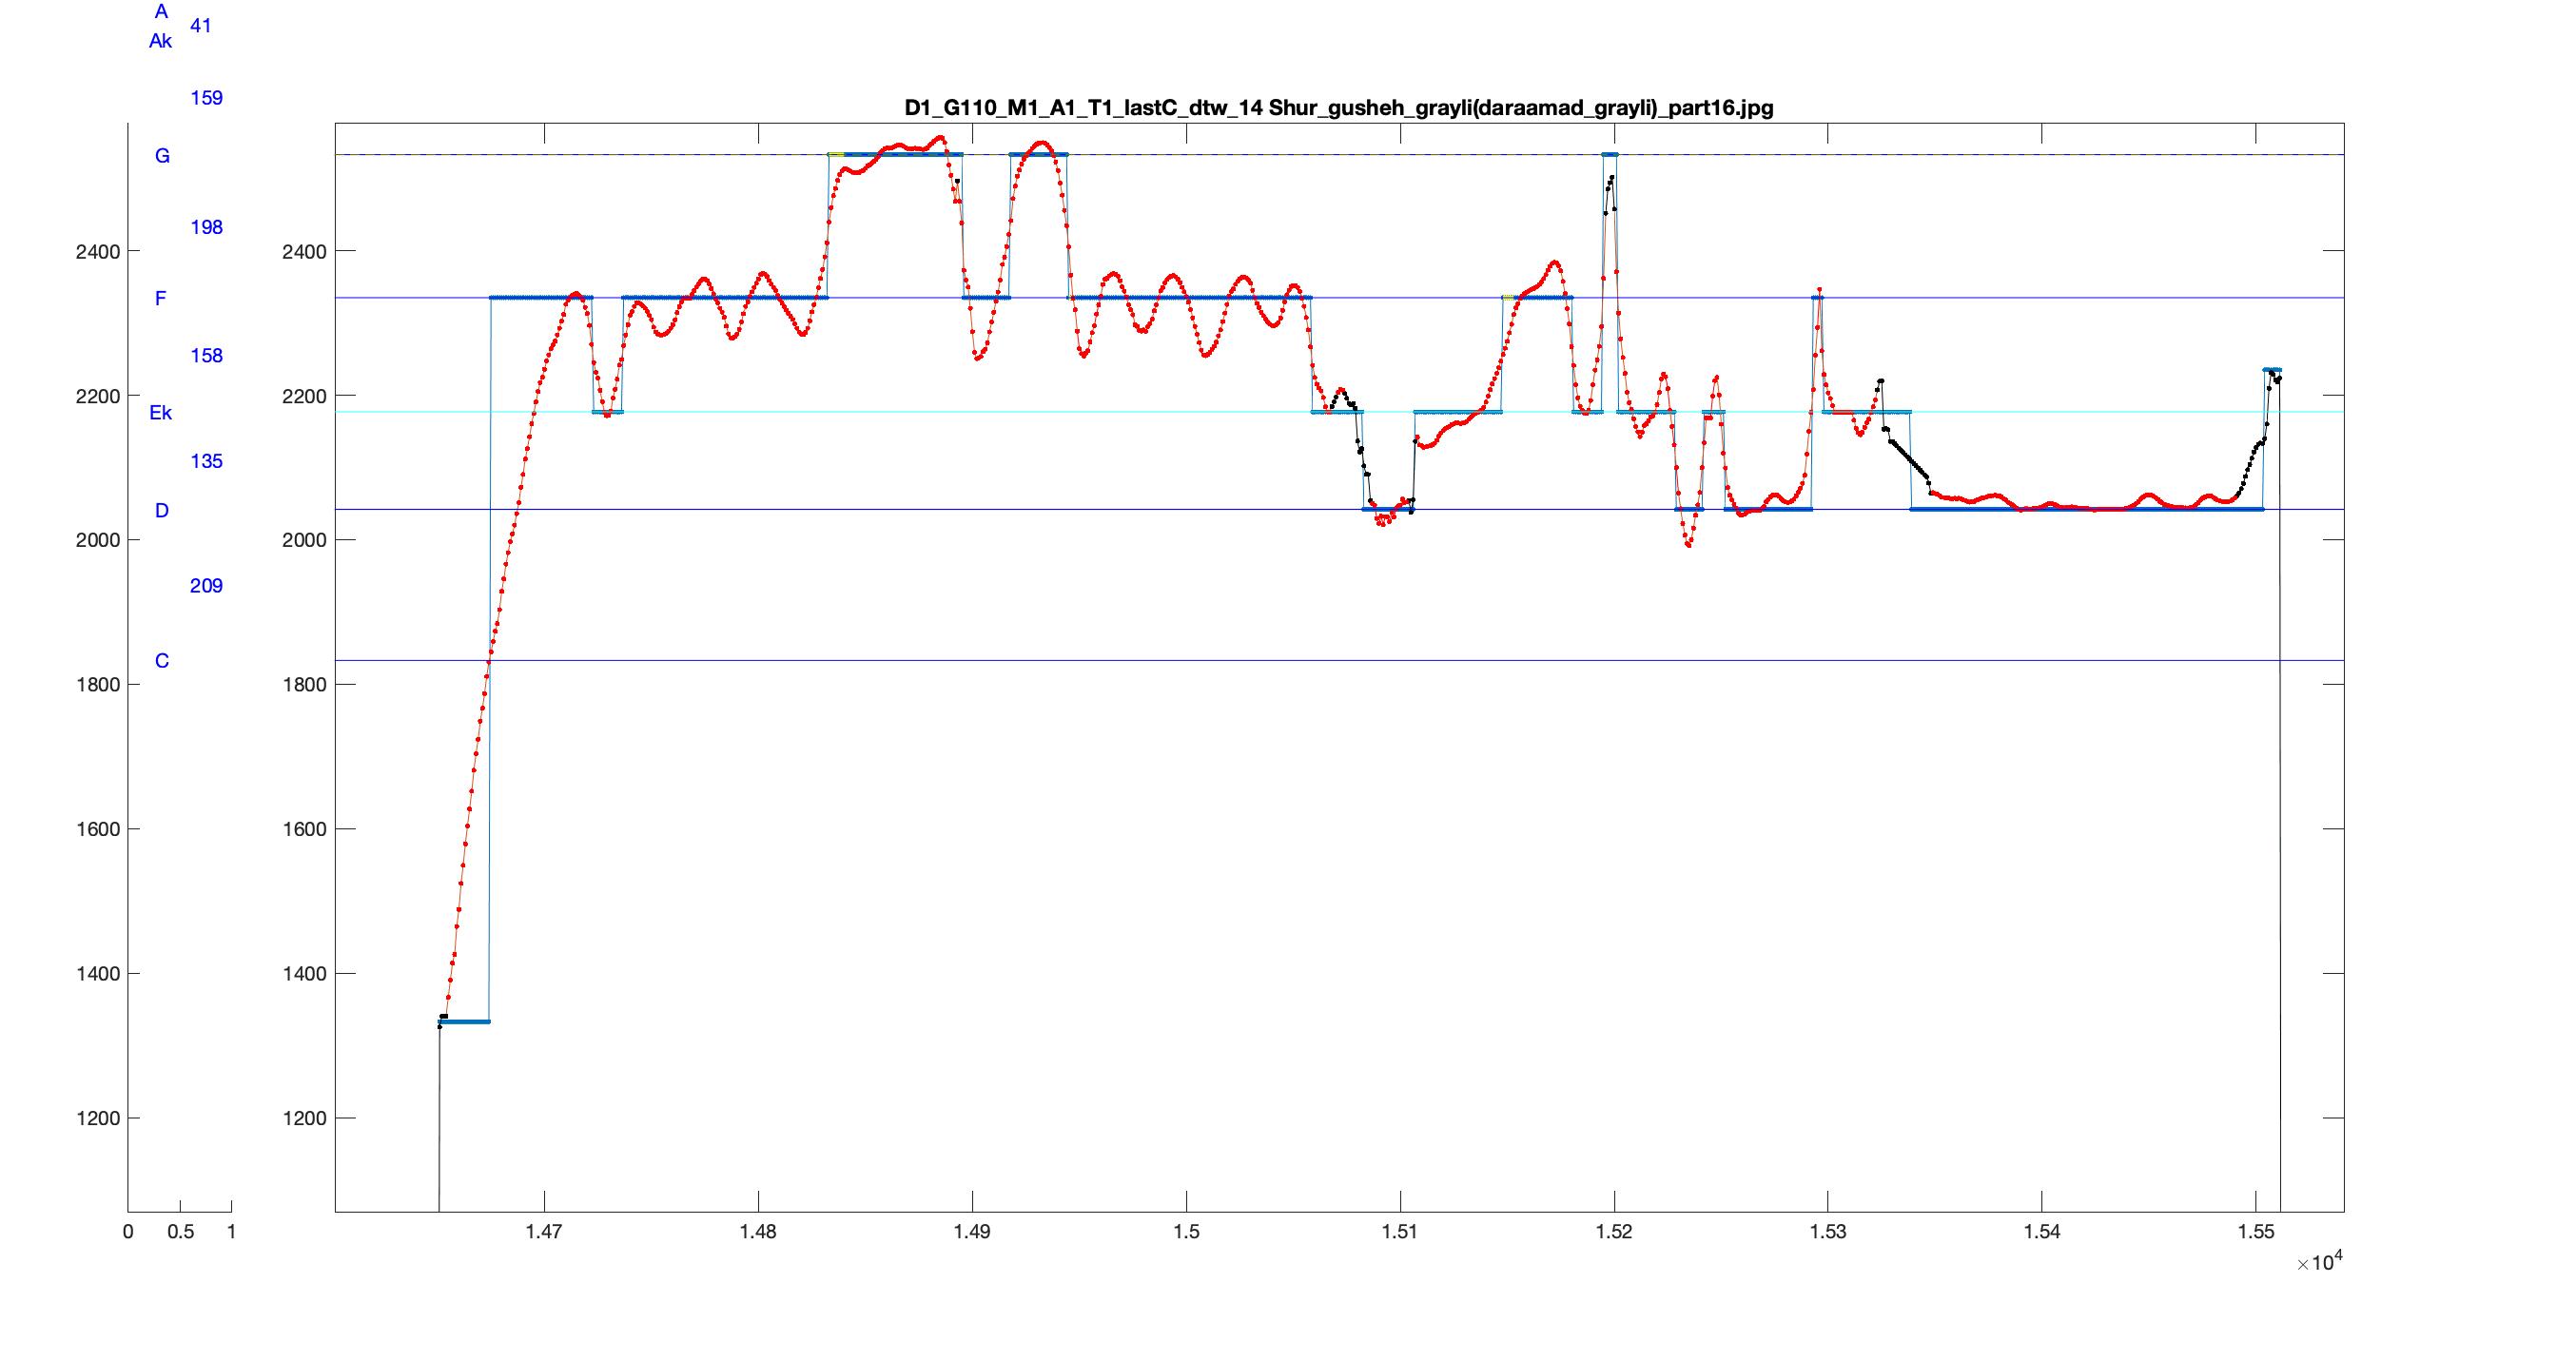 A
41
Ak
159
D1_G110_M1_A1_T1_lastC_dtw_14 Shur_gusheh_grayli(daraamad_grayli)_part16.jpg
G
198
2400 2400
F
158
2200 2200
Ek
135
D
2000 2000
209
C
1800 1800
1600 1600
1400 1400
1200 1200
0 0.5 1 1.47 1.48 1.49 1.5 1.51 1.52 1.53 1.54 1.55
×10⁴